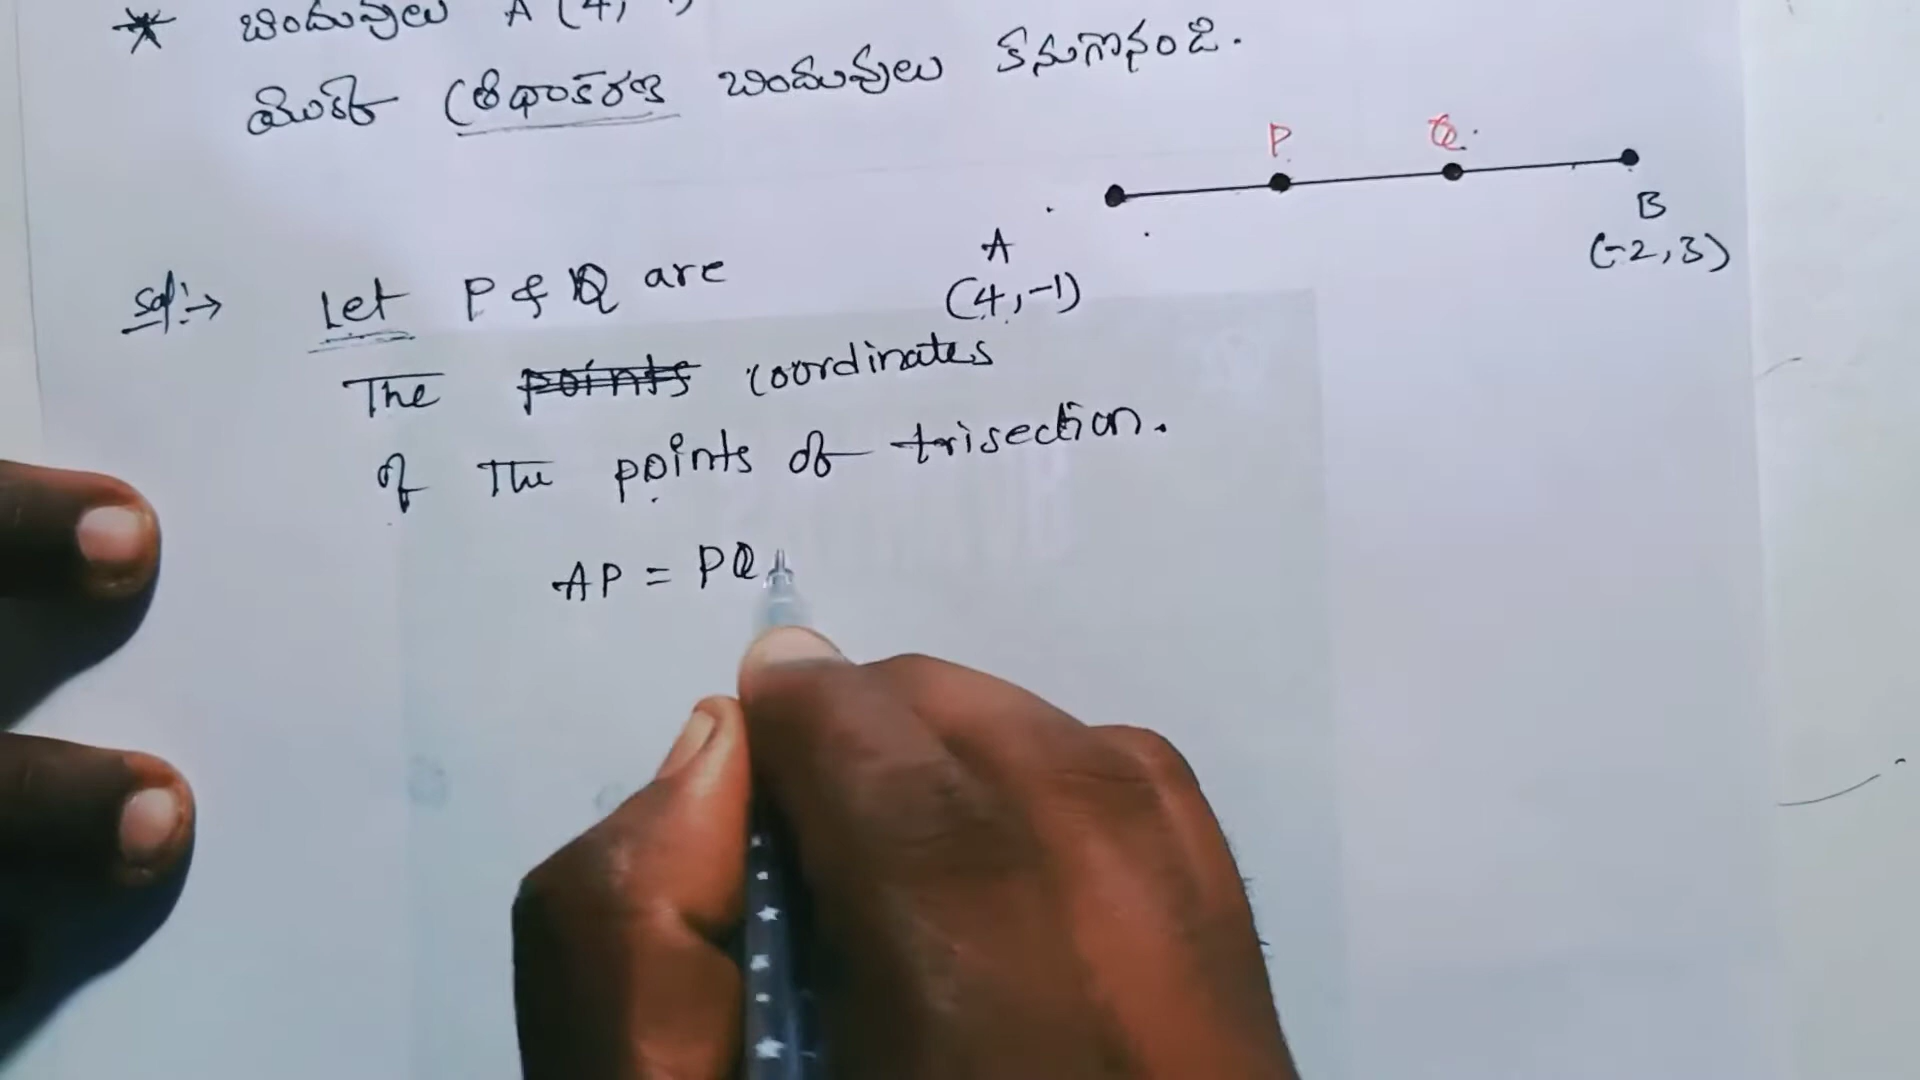 * బిందువులు A (4,
యొక్క త్రిథాకరణ బిందువులు కనుగొనండి.
P Q
B
(-2, 3)
A
(4, -1)
Sol:→ Let P & Q are
The points coordinates
of The points of trisection.
AP = PQ